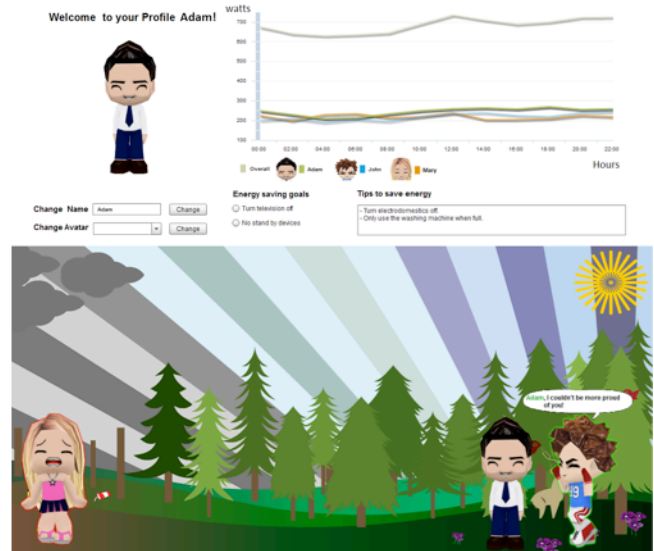 Welcome to your Profile Adam!
watts
700
600
500
400
300
200
100
00:00 02:00 04:00 06:00 08:00 10:00 12:00 14:00 16:00 18:00 20:00 22:00
Hours
Overall Adam John Mary
Energy saving goals
Turn television off
No stand by devices
Tips to save energy
- Turn electrodomestics off.
- Only use the washing machine when full.
Change Name Adam Change
Change Avatar Change
Adam, I couldn't be more proud
of you!
99